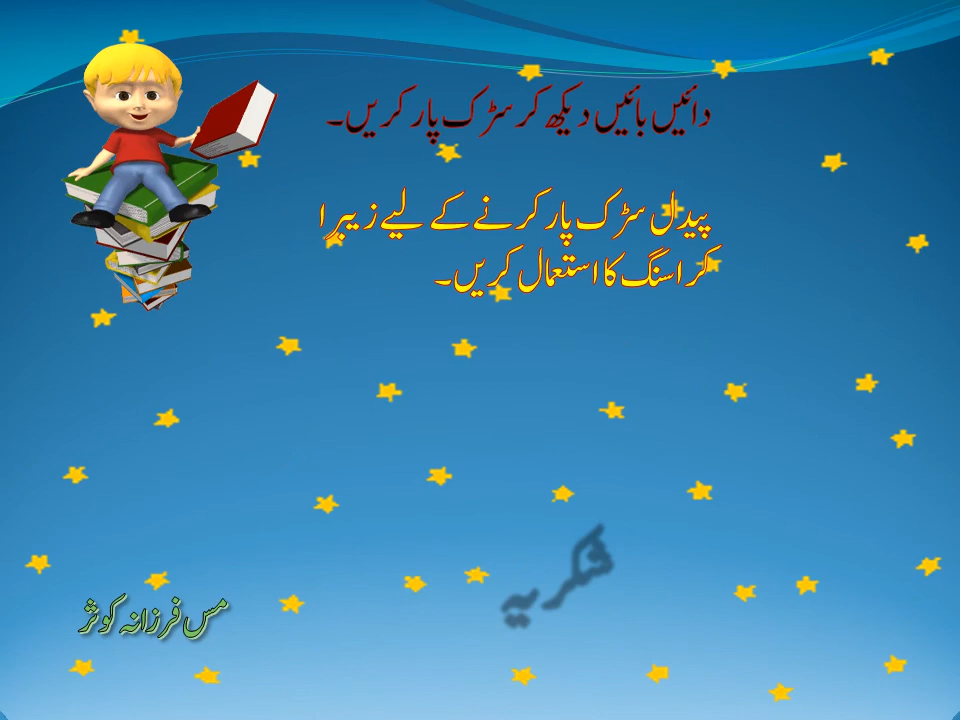 دائیں بائیں دیکھ کر سڑک پار کریں۔
پیدل سڑک پار کرنے کے لیے زیبرا
کراسنگ کا استعمال کریں۔
شکریہ
مس فرزانہ کوثر